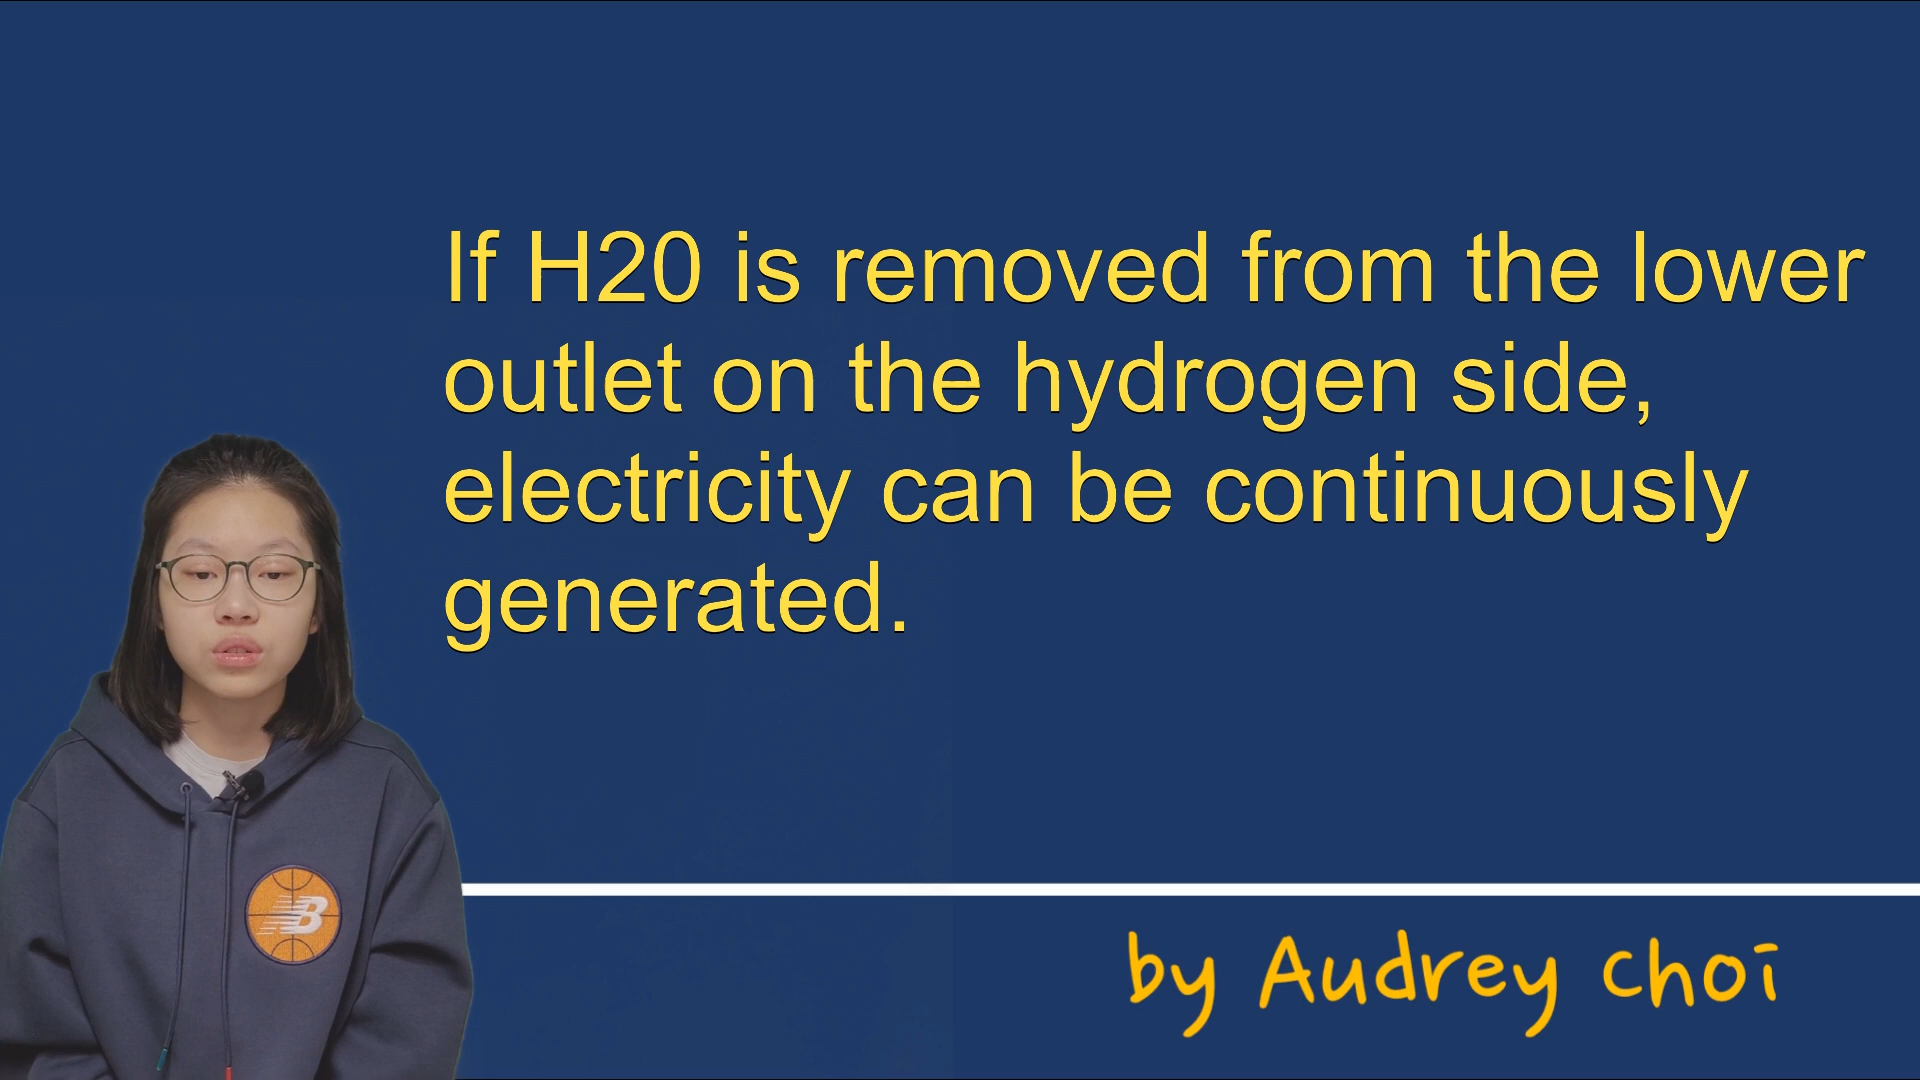 If H20 is removed from the lower
outlet on the hydrogen side,
electricity can be continuously
generated.
B
by Audrey choi